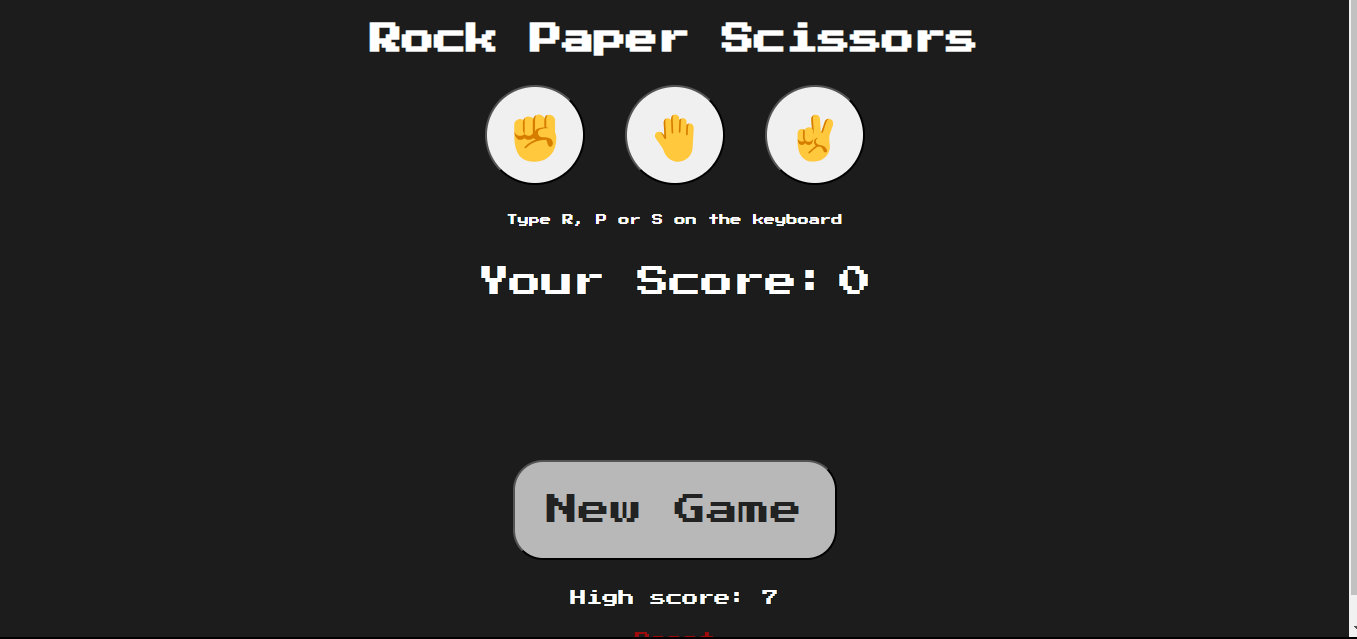 Rock Paper Scissors
Type R, P or S on the keyboard
Your Score: 0
New Game
High score: 7